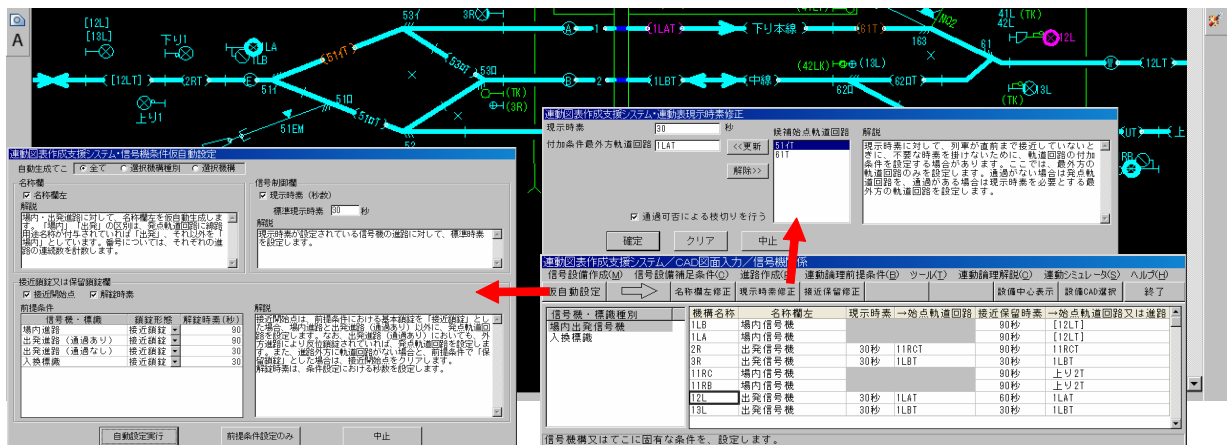 [12L]
[13L]
下り1
1LA
1LB
[12LT]
2RT
E
51イ
51イT
上り1
51EM
51ロ
51ロT
52
53イ
53ロT
53ロ
3R
(TK)
(3R)
A
1
1LAT
下り本線
61T
B
2
1LBT
中線
(42LK)
(13L)
62ロ
62ロT
163
61
NO2
41L (TK)
42L
12L
(12LT)
13L
(TK)
UT
上
RB
連動図表作成支援システム・信号機条件仮自動設定
自動生成てこ
全て
選択機構種別
選択機構
名称欄
名称欄左
解説
場内・出発進路に対して、名称欄左を仮自動生成します。「場内」「出発」の区別は、発点軌道回路に線路用途名称が付与されていれば「出発」、それ以外を「場内」としています。番号については、それぞれの進路の連続数を計数します。
信号制御欄
現示時素（秒数）
標準現示時素 30 秒
解説
現示時素が設定されている信号機の進路に対して、標準時素を設定します。
接近鎖錠又は保留鎖錠欄
接近開始点
解錠時素
前提条件
信号機・標識 鎖錠形態 解錠時素(秒)
場内進路 接近鎖錠 90
出発進路（通過あり） 接近鎖錠 90
出発進路（通過なし） 接近鎖錠 30
入換標識 接近鎖錠 30
解説
接近開始点は、前提条件における基本鎖錠を「接近鎖錠」とした場合、場内進路と出発進路（通過あり）以外に、発点軌道回路を設定します。なお、出発進路（通過あり）においても、外方進路により反位鎖錠されていれば、発点軌道回路を設定します。また、進路外方に軌道回路がない場合と、前提条件で「保留鎖錠」とした場合は、接近開始点をクリアします。
解錠時素は、条件設定における秒数を設定します。
自動設定実行
前提条件設定のみ
中止
連動図表作成支援システム・連動表現示時素修正
現示時素 30 秒
付加条件最外方軌道回路 1LAT
<<更新
解除>>
候補始点軌道回路
51イT
61T
解説
現示時素に対して、列車が直前まで接近していないときに、不要な時素を掛けないために、軌道回路の付加条件を設定する場合があります。ここでは、最外方の軌道回路のみを設定します。通過がない場合は発点軌道回路を、通過がある場合は現示時素を必要とする最外方の軌道回路を設定します。
通過可否による枝切りを行う
確定
クリア
中止
連動図表作成支援システム／CAD図面入力／信号機関係
信号設備作成(M) 信号設備補足条件(C) 進路作成 連動論理前提条件(B) ツール(T) 連動論理解説(C) 連動シミュレータ(S) ヘルプ(H)
仮自動設定 名称欄左修正 現示時素修正 接近保留修正 設備中心表示 設備CAD選択 終了
信号機・標識種別
場内出発信号機
入換標識
機構名称 名称欄左 現示時素 →始点軌道回路 接近保留時素 →始点軌道回路又は進路
1LB 場内信号機 90秒 [12LT]
1LA 場内信号機 90秒 [12LT]
2R 出発信号機 30秒 11RCT 90秒 11RCT
3R 出発信号機 30秒 1LBT 30秒 1LBT
11RC 場内信号機 90秒 上り2T
11RB 場内信号機 90秒 上り2T
12L 出発信号機 30秒 1LAT 60秒 1LAT
13L 出発信号機 30秒 1LBT 30秒 1LBT
信号機構又はてこに固有な条件を、設定します。